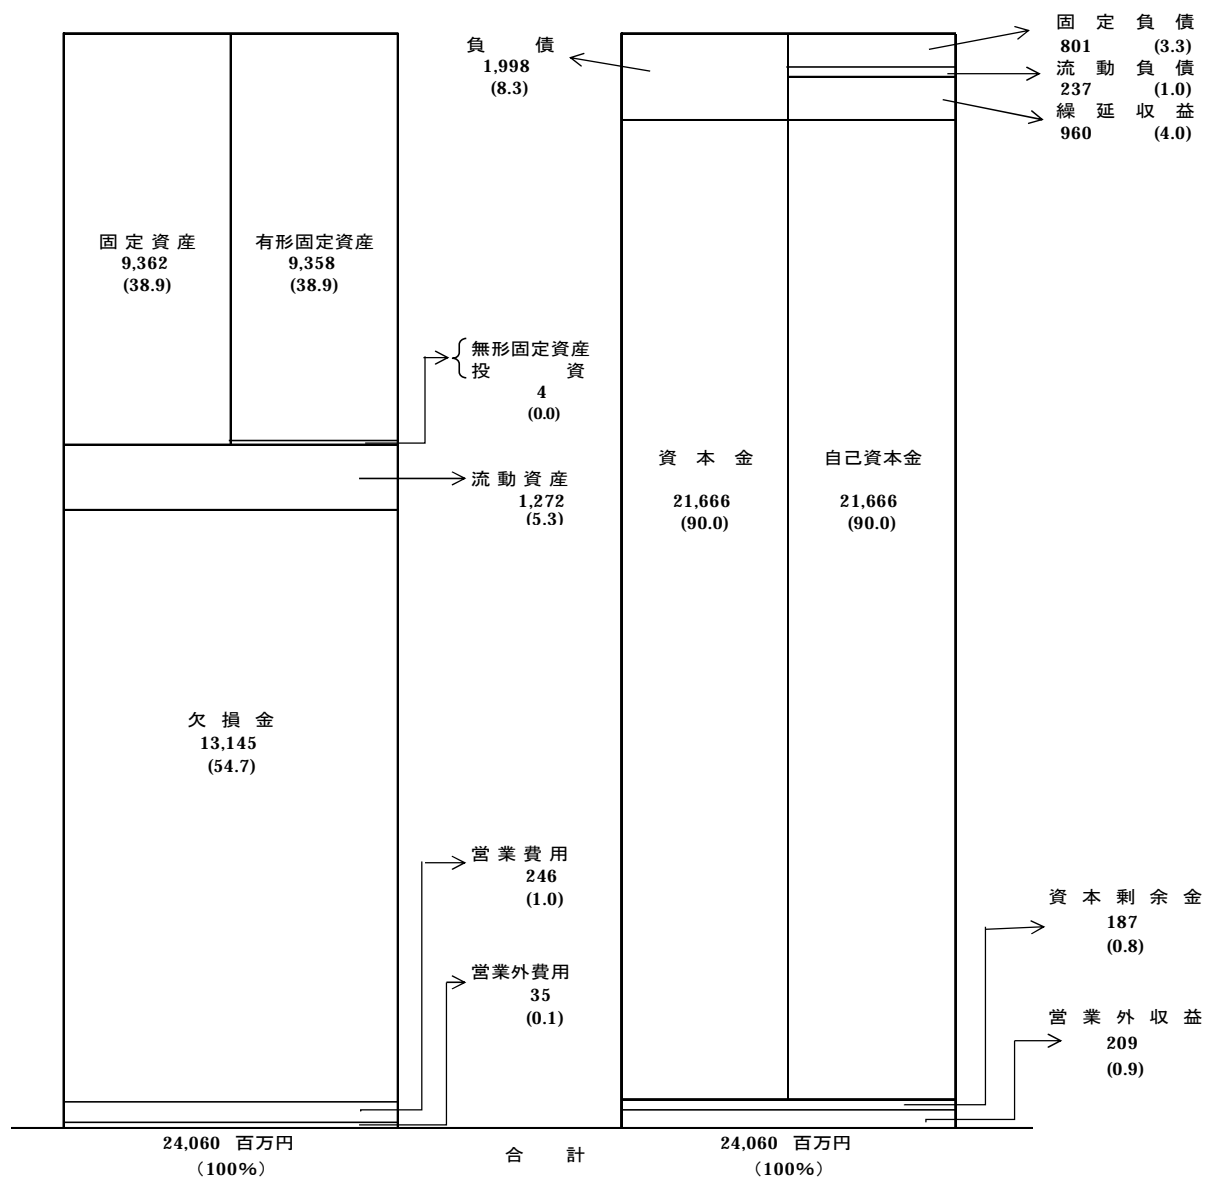 固定資産
9,362
(38.9)
有形固定資産
9,358
(38.9)
無形固定資産
投資
4
(0.0)
流動資産
1,272
(5.3)
欠損金
13,145
(54.7)
営業費用
246
(1.0)
営業外費用
35
(0.1)
24,060 百万円
(100%)
合計
負債
1,998
(8.3)
固定負債
801 (3.3)
流動負債
237 (1.0)
繰延収益
960 (4.0)
資本金
21,666
(90.0)
自己資本金
21,666
(90.0)
資本剰余金
187
(0.8)
営業外収益
209
(0.9)
24,060 百万円
(100%)